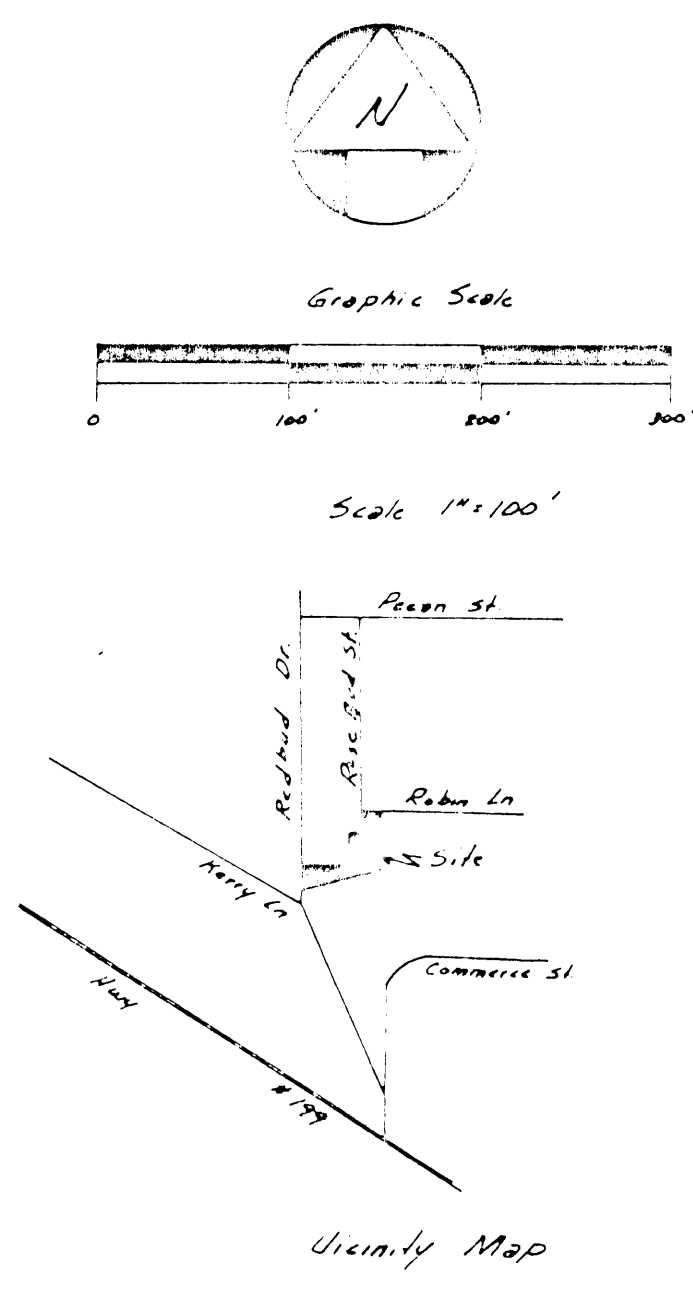 N
Graphic Scale
0 100' 200' 300'
Scale 1"=100'
Pecan St.
Redbud Dr.
Rose Bud St.
Robin Ln
Site
Kerry Ln
Commerce St.
Hwy
#199
Vicinity Map